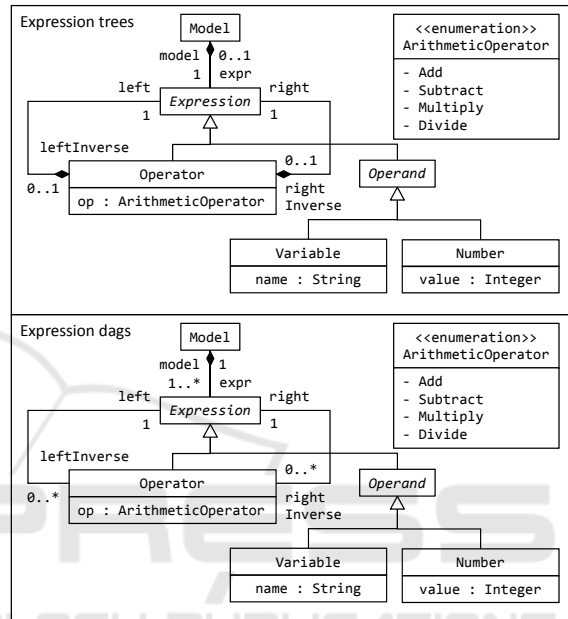 Expression trees
Model
<<enumeration>>
ArithmeticOperator
- Add
- Subtract
- Multiply
- Divide
model 0..1
1 expr
left
right
Expression
1
1
leftInverse
0..1
0..1
Operator
right
Inverse
op : ArithmeticOperator
Operand
Variable
name : String
Number
value : Integer
Expression dags
Model
<<enumeration>>
ArithmeticOperator
- Add
- Subtract
- Multiply
- Divide
model 1
1..* expr
left
right
Expression
1
1
leftInverse
0..*
0..*
Operator
right
Inverse
op : ArithmeticOperator
Operand
Variable
name : String
Number
value : Integer